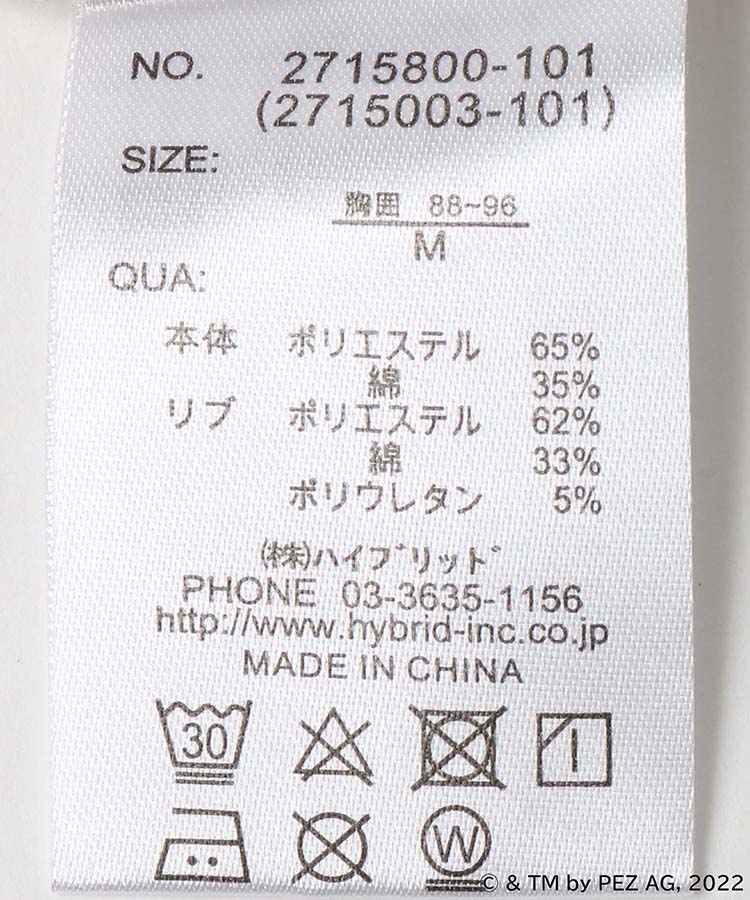 NO. 2715800-101
(2715003-101)
SIZE:
胸囲 88~96
M
QUA:
本体 ポリエステル 65%
綿 35%
リブ ポリエステル 62%
綿 33%
ポリウレタン 5%
(株)ハイブリッド
PHONE 03-3635-1156
http://www.hybrid-inc.co.jp
MADE IN CHINA
30
W
© & TM by PEZ AG, 2022